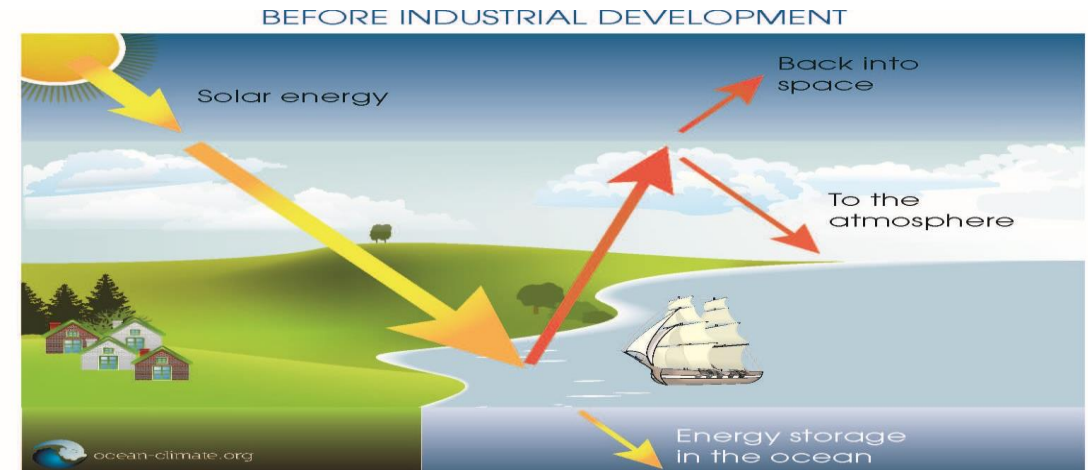 BEFORE INDUSTRIAL DEVELOPMENT
Solar energy
Back into
space
To the
atmosphere
Energy storage
in the ocean
ocean-climate.org